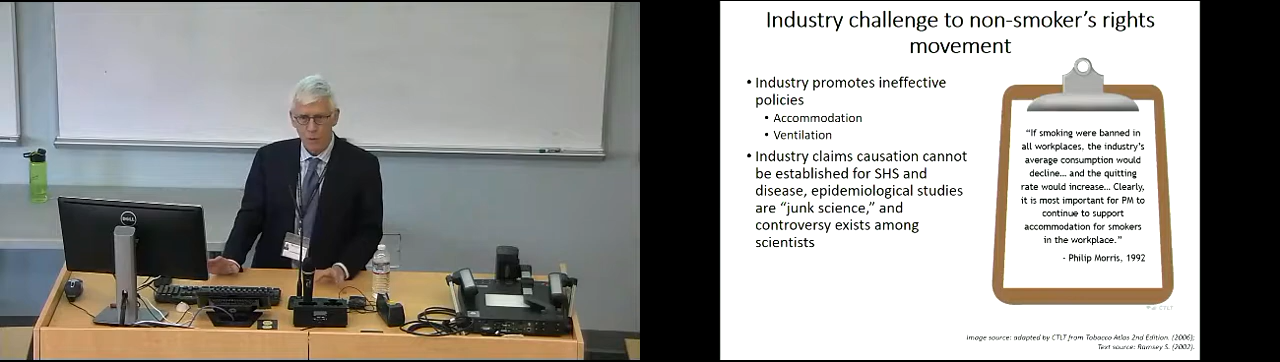 DELL
Industry challenge to non-smoker's rights
movement
• Industry promotes ineffective
policies
• Accommodation
• Ventilation
• Industry claims causation cannot
be established for SHS and
disease, epidemiological studies
are “junk science,” and
controversy exists among
scientists
“If smoking were banned in
all workplaces, the industry’s
average consumption would
decline... and the quitting
rate would increase... Clearly,
it is most important for PM to
continue to support
accommodation for smokers
in the workplace.”
- Philip Morris, 1992
CTLT
Image source: adapted by CTLT from Tobacco Atlas 2nd Edition. (2006);
Text source: Ramsey S. (2002).